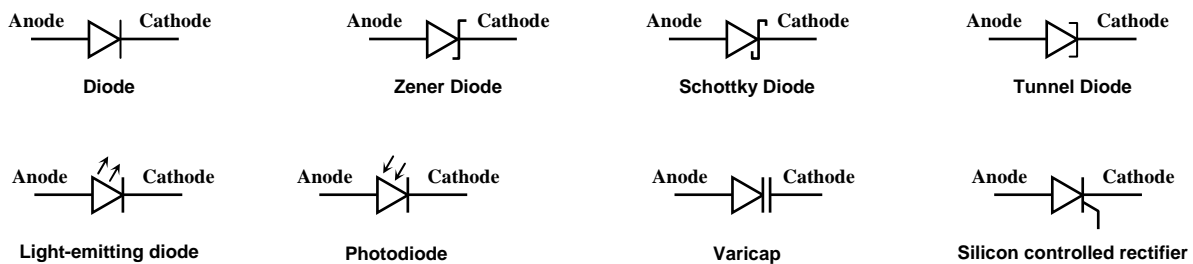 Anode Cathode Anode Cathode Anode Cathode Anode Cathode
Diode Zener Diode Schottky Diode Tunnel Diode
Anode Cathode Anode Cathode Anode Cathode Anode Cathode
Light-emitting diode Photodiode Varicap Silicon controlled rectifier